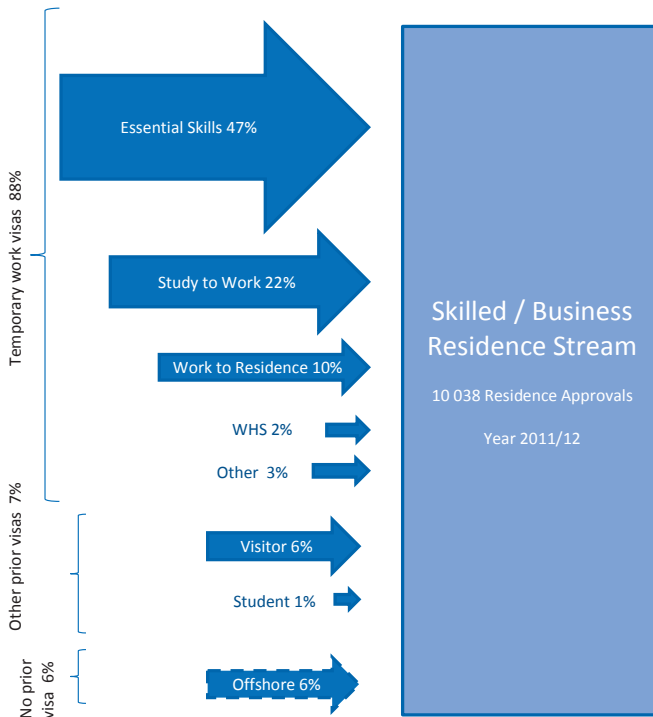 Temporary work visas 88%
Essential Skills 47%
Study to Work 22%
Work to Residence 10%
WHS 2%
Other 3%
Other prior visas 7%
Visitor 6%
Student 1%
No prior
visa 6%
Offshore 6%
Skilled / Business
Residence Stream
10 038 Residence Approvals
Year 2011/12